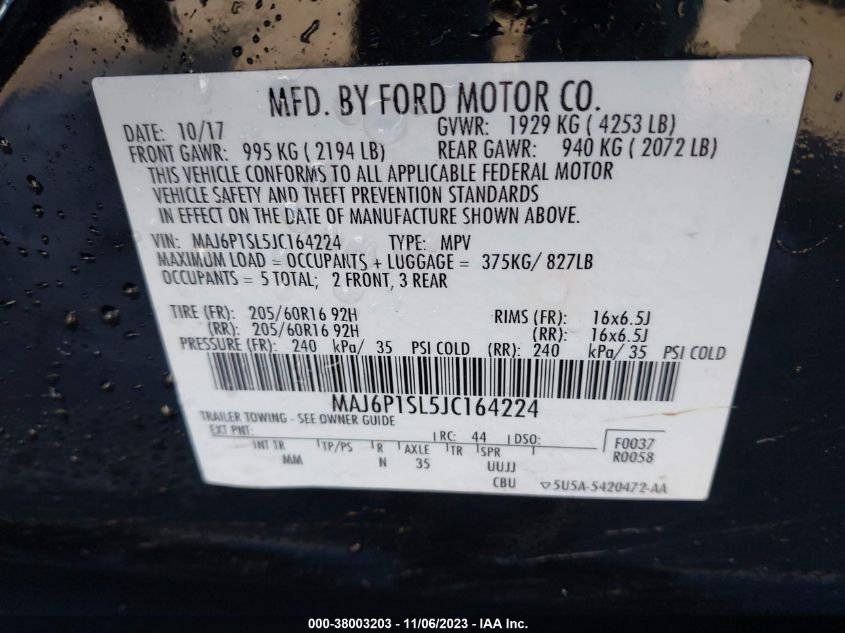 MFD. BY FORD MOTOR CO.
DATE: 10/17 GVWR: 1929 KG ( 4253 LB)
FRONT GAWR: 995 KG ( 2194 LB) REAR GAWR: 940 KG ( 2072 LB)
THIS VEHICLE CONFORMS TO ALL APPLICABLE FEDERAL MOTOR
VEHICLE SAFETY AND THEFT PREVENTION STANDARDS
IN EFFECT ON THE DATE OF MANUFACTURE SHOWN ABOVE.
VIN: MAJ6P1SL5JC164224 TYPE: MPV
MAXIMUM LOAD = OCCUPANTS + LUGGAGE = 375KG/ 827LB
OCCUPANTS = 5 TOTAL; 2 FRONT, 3 REAR
TIRE (FR): 205/60R16 92H RIMS (FR): 16x6.5J
(RR): 205/60R16 92H (RR): 16x6.5J
PRESSURE (FR): 240 kPa/ 35 PSI COLD (RR): 240 kPa/ 35 PSI COLD
MAJ6P1SL5JC164224
TRAILER TOWING - SEE OWNER GUIDE
EXT PNT: RC: 44 DSO: F0037
INT TR TP/PS R AXLE TR SPR R0058
MM N 35 UUJJ
CBU ▽5U5A-5420472-AA
000-38003203 - 11/06/2023 - IAA Inc.